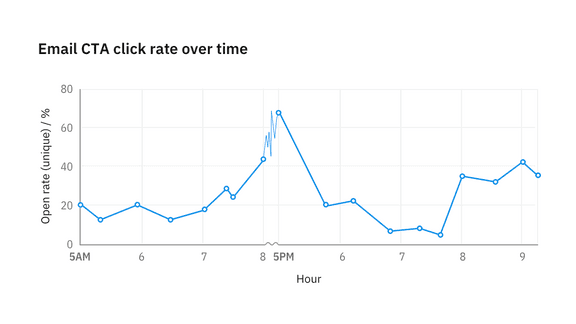 Email CTA click rate over time
Open rate (unique) / %
80
60
40
20
0
5AM 6 7 8 5PM 6 7 8 9
Hour